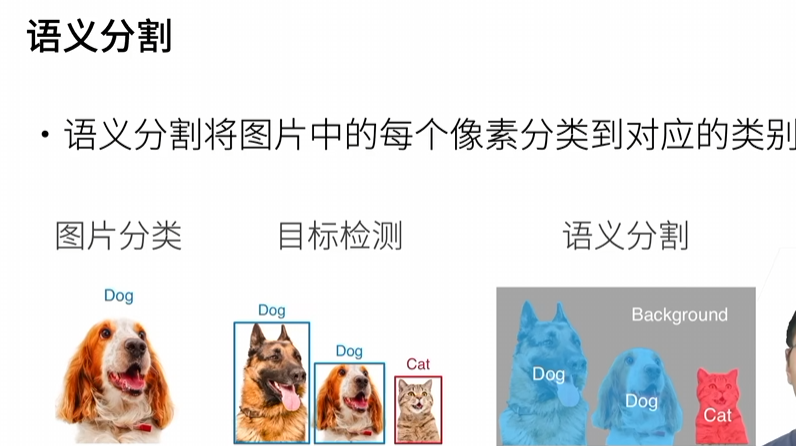 语义分割
• 语义分割将图片中的每个像素分类到对应的类别
图片分类
目标检测
语义分割
Dog
Dog
Dog
Cat
Background
Dog
Dog
Cat